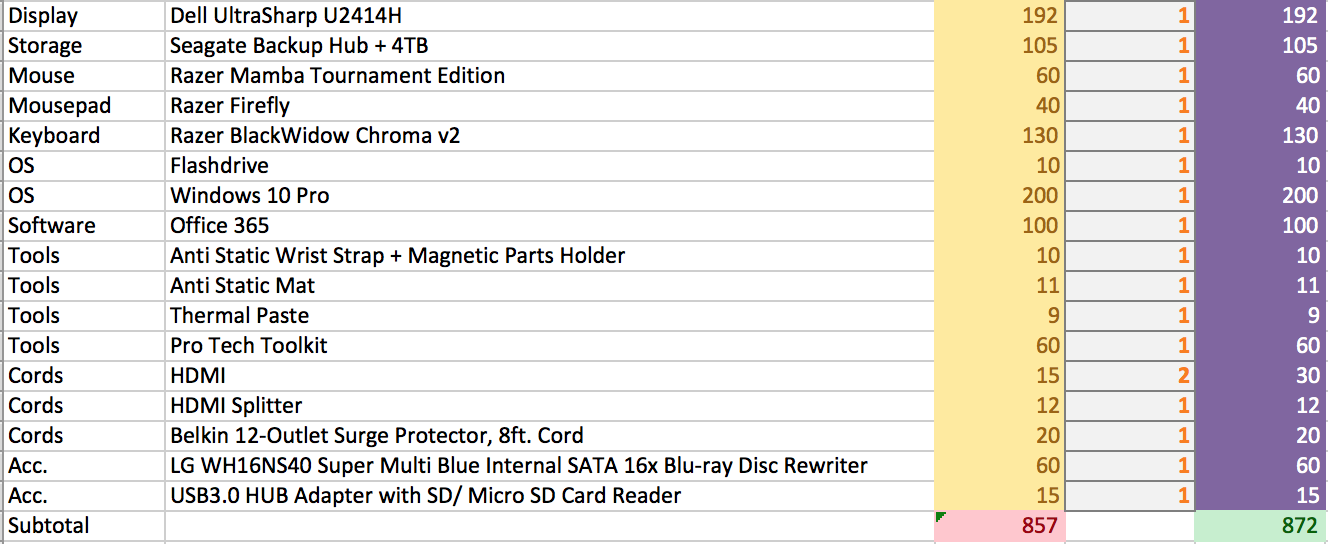 Display Dell UltraSharp U2414H 192 1 192
Storage Seagate Backup Hub + 4TB 105 1 105
Mouse Razer Mamba Tournament Edition 60 1 60
Mousepad Razer Firefly 40 1 40
Keyboard Razer BlackWidow Chroma v2 130 1 130
OS Flashdrive 10 1 10
OS Windows 10 Pro 200 1 200
Software Office 365 100 1 100
Tools Anti Static Wrist Strap + Magnetic Parts Holder 10 1 10
Tools Anti Static Mat 11 1 11
Tools Thermal Paste 9 1 9
Tools Pro Tech Toolkit 60 1 60
Cords HDMI 15 2 30
Cords HDMI Splitter 12 1 12
Cords Belkin 12-Outlet Surge Protector, 8ft. Cord 20 1 20
Acc. LG WH16NS40 Super Multi Blue Internal SATA 16x Blu-ray Disc Rewriter 60 1 60
Acc. USB3.0 HUB Adapter with SD/ Micro SD Card Reader 15 1 15
Subtotal 857 872